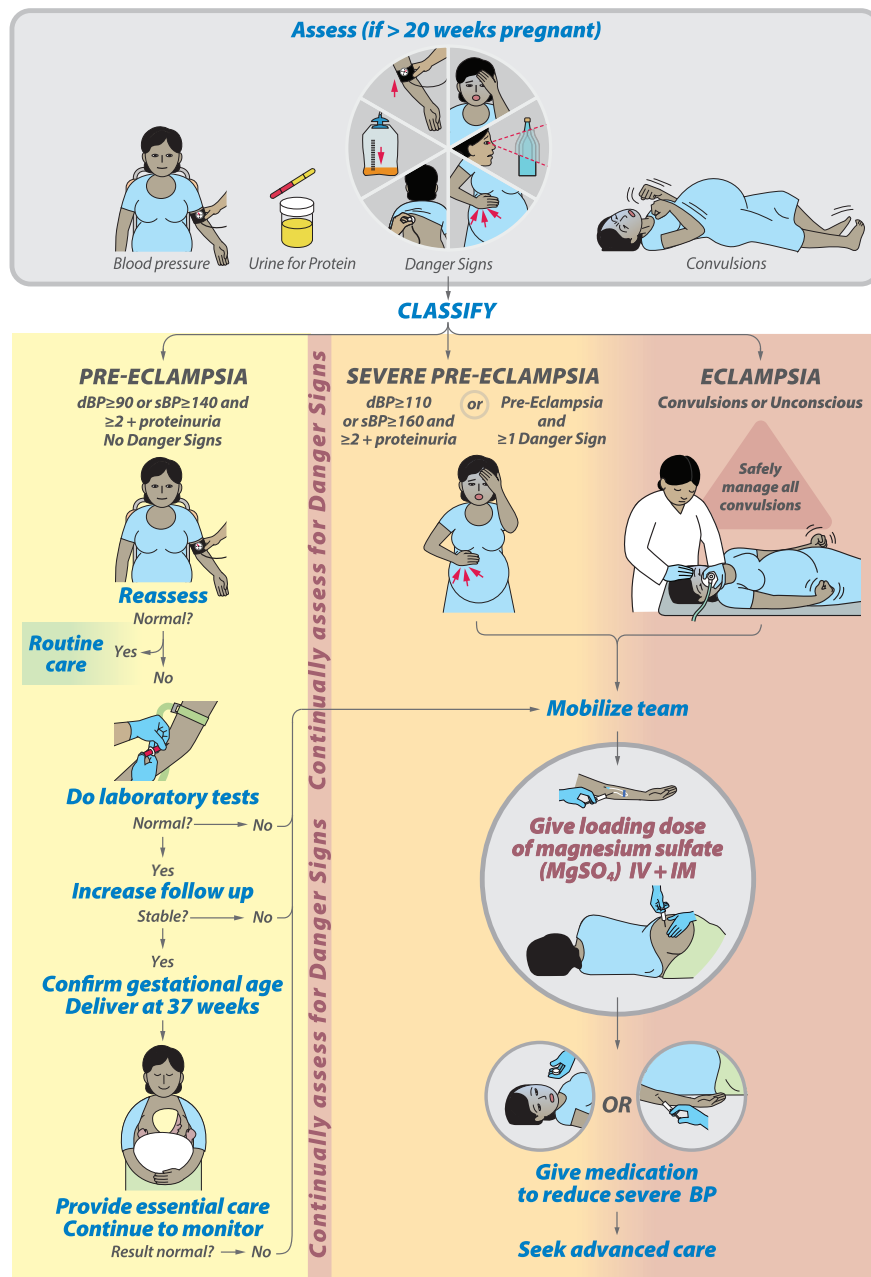 Assess (if > 20 weeks pregnant)
Blood pressure
Urine for Protein
Danger Signs
Convulsions
CLASSIFY
PRE-ECLAMPSIA
dBP≥90 or sBP≥140 and
≥2 + proteinuria
No Danger Signs
Reassess
Normal?
Routine
care
Yes
No
Do laboratory tests
Normal?
No
Yes
Increase follow up
Stable?
No
Yes
Confirm gestational age
Deliver at 37 weeks
Provide essential care
Continue to monitor
Result normal?
No
Continually assess for Danger Signs
Continually assess for Danger Signs
SEVERE PRE-ECLAMPSIA
dBP≥110
or sBP≥160 and
≥2 + proteinuria
or
Pre-Eclampsia
and
≥1 Danger Sign
ECLAMPSIA
Convulsions or Unconscious
Safely
manage all
convulsions
Mobilize team
Give loading dose
of magnesium sulfate
(MgSO₄) IV + IM
OR
Give medication
to reduce severe BP
Seek advanced care